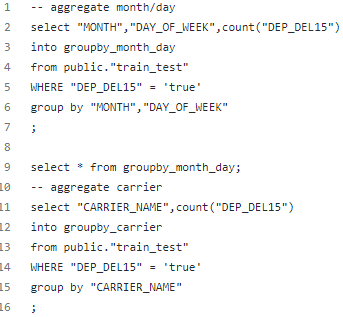 1 -- aggregate month/day
2 select "MONTH","DAY_OF_WEEK",count("DEP_DEL15")
3 into groupby_month_day
4 from public."train_test"
5 WHERE "DEP_DEL15" = 'true'
6 group by "MONTH","DAY_OF_WEEK"
7 ;
8
9 select * from groupby_month_day;
10 -- aggregate carrier
11 select "CARRIER_NAME",count("DEP_DEL15")
12 into groupby_carrier
13 from public."train_test"
14 WHERE "DEP_DEL15" = 'true'
15 group by "CARRIER_NAME"
16 ;